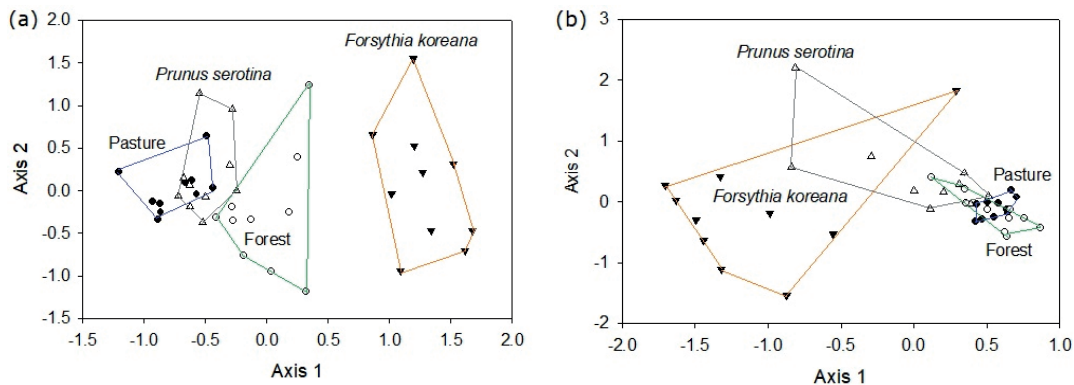 (a)
2.0
1.5
1.0
0.5
0.0
-0.5
-1.0
-1.5
Axis 2
Prunus serotina
Forsythia koreana
Pasture
Forest
-1.5 -1.0 -0.5 0.0 0.5 1.0 1.5 2.0
Axis 1
(b)
3
2
1
0
-1
-2
Axis 2
Prunus serotina
Forsythia koreana
Pasture
Forest
-2.0 -1.5 -1.0 -0.5 0.0 0.5 1.0
Axis 1